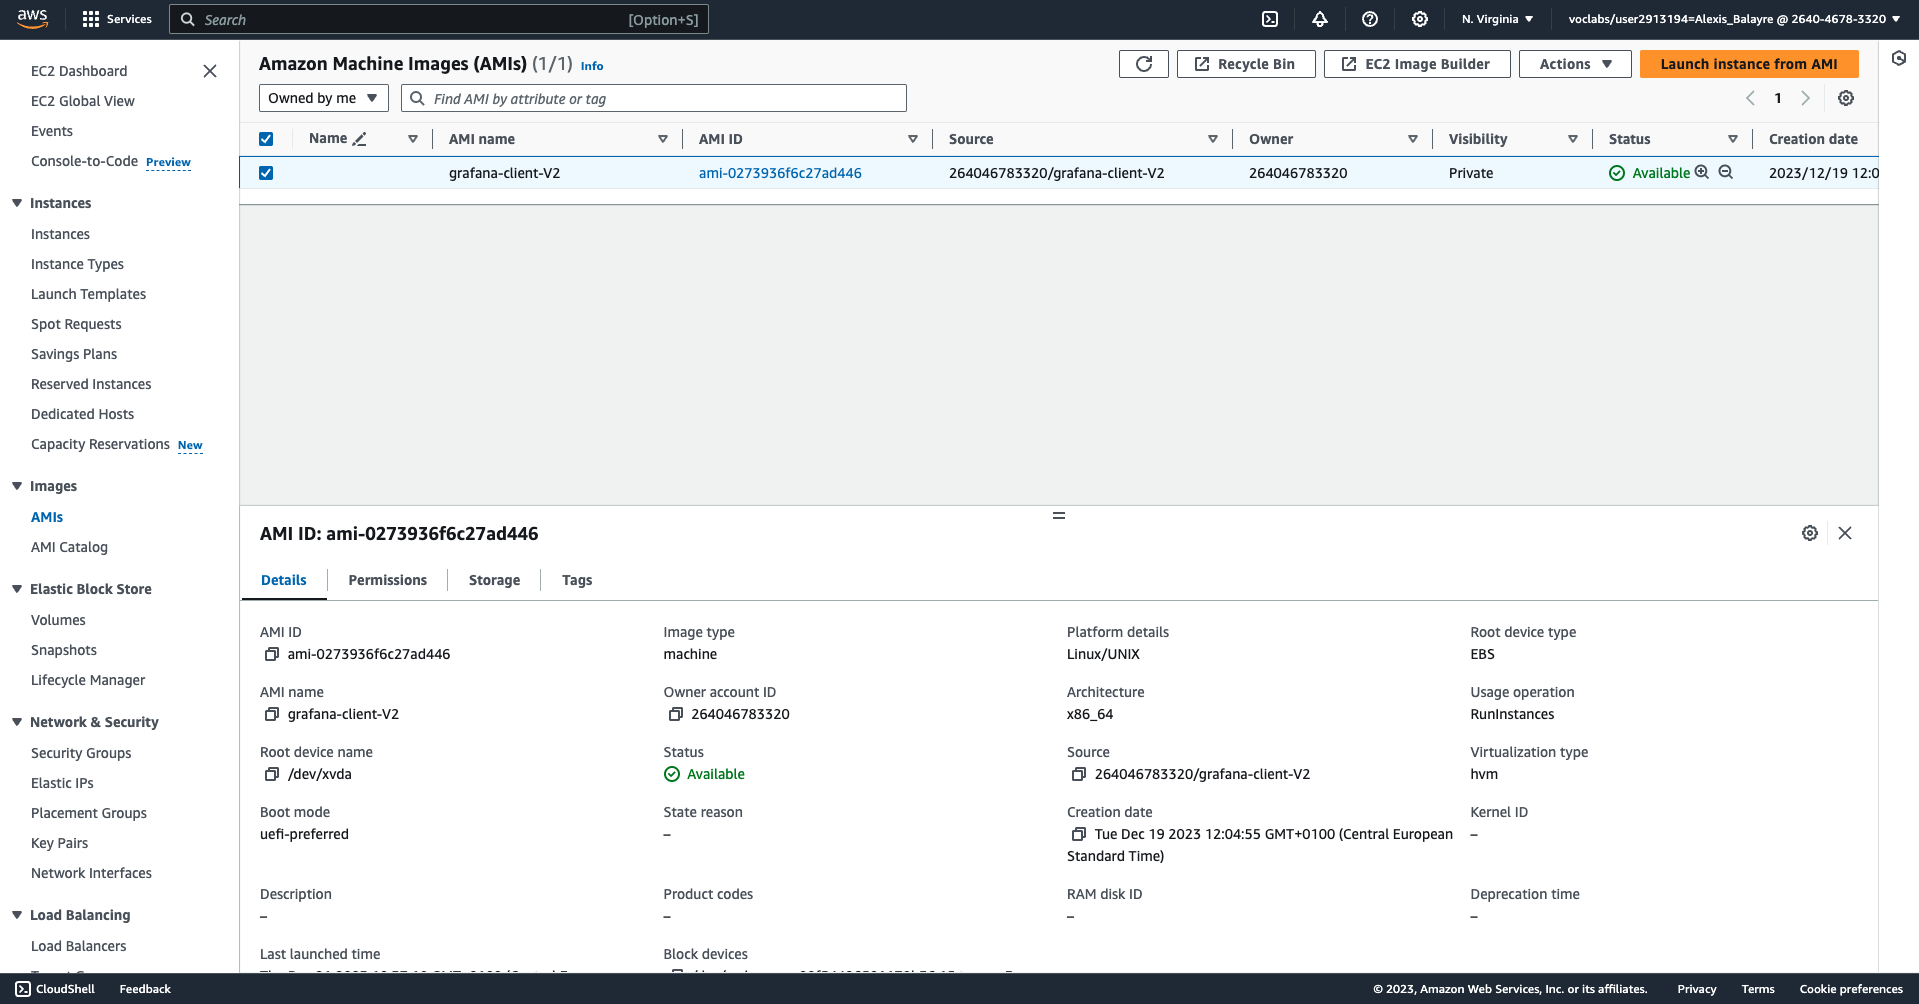 aws
Services
Search
[Option+S]
N. Virginia
voclabs/user2913194=Alexis_Balayre @ 2640-4678-3320
EC2 Dashboard
EC2 Global View
Events
Console-to-Code Preview
Instances
Instances
Instance Types
Launch Templates
Spot Requests
Savings Plans
Reserved Instances
Dedicated Hosts
Capacity Reservations New
Images
AMIs
AMI Catalog
Elastic Block Store
Volumes
Snapshots
Lifecycle Manager
Network & Security
Security Groups
Elastic IPs
Placement Groups
Key Pairs
Network Interfaces
Load Balancing
Load Balancers
Amazon Machine Images (AMIs) (1/1) Info
Recycle Bin
EC2 Image Builder
Actions
Launch instance from AMI
Owned by me
Find AMI by attribute or tag
1
Name AMI name AMI ID Source Owner Visibility Status Creation date
grafana-client-V2 ami-0273936f6c27ad446 264046783320/grafana-client-V2 264046783320 Private Available 2023/12/19 12:0
AMI ID: ami-0273936f6c27ad446
Details Permissions Storage Tags
AMI ID Image type Platform details Root device type
ami-0273936f6c27ad446 machine Linux/UNIX EBS
AMI name Owner account ID Architecture Usage operation
grafana-client-V2 264046783320 x86_64 RunInstances
Root device name Status Source Virtualization type
/dev/xvda Available 264046783320/grafana-client-V2 hvm
Boot mode State reason Creation date Kernel ID
uefi-preferred – Tue Dec 19 2023 12:04:55 GMT+0100 (Central European –
Standard Time)
Description Product codes RAM disk ID Deprecation time
– – – –
Last launched time Block devices
CloudShell Feedback
© 2023, Amazon Web Services, Inc. or its affiliates. Privacy Terms Cookie preferences